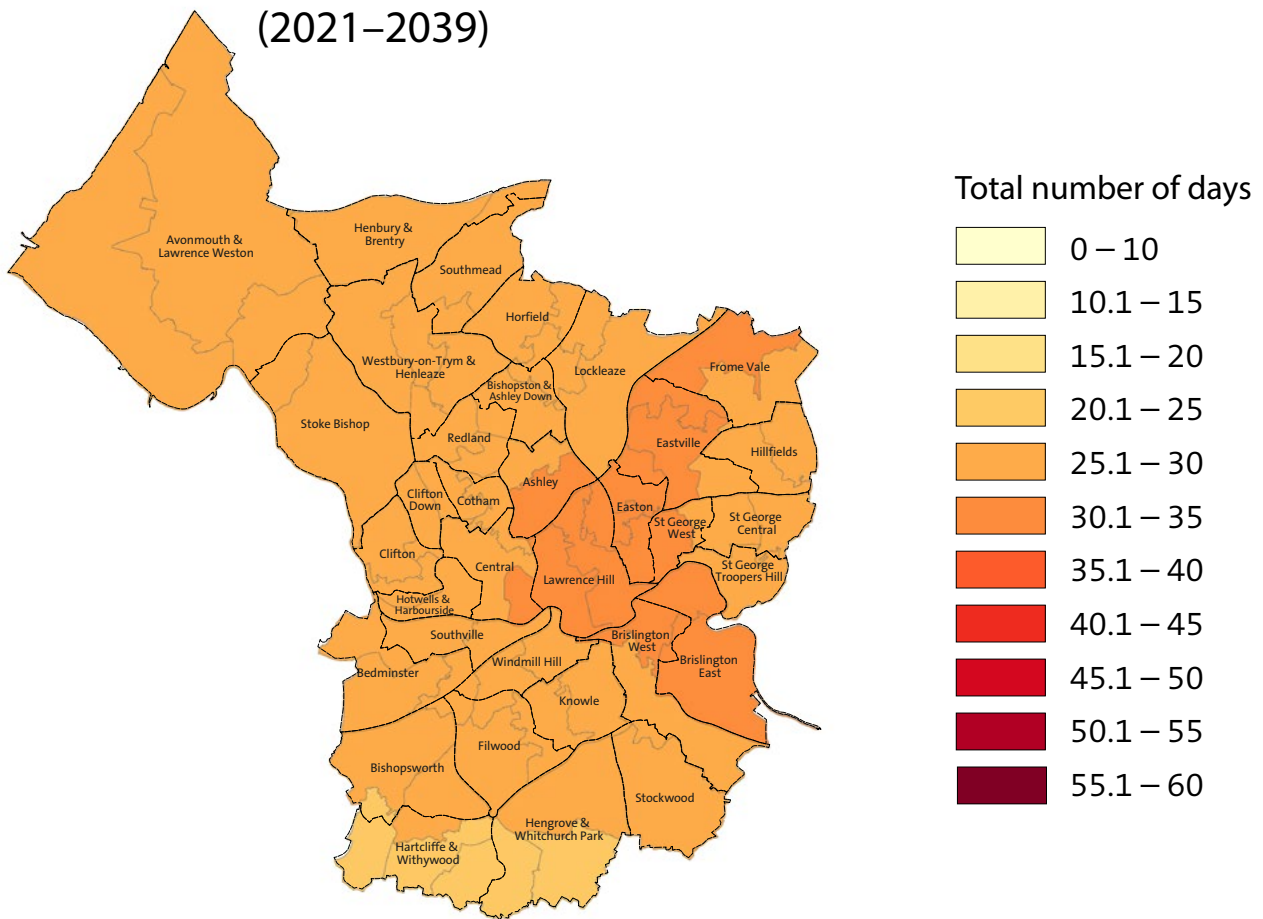 (2021–2039)
Avonmouth &
Lawrence Weston
Henbury &
Brentry
Southmead
Horfield
Westbury-on-Trym &
Henleaze
Lockleaze
Frome Vale
Bishopston &
Ashley Down
Stoke Bishop
Redland
Eastville
Hillfields
Clifton
Down
Cotham
Ashley
Easton
St George
West
St George
Central
Clifton
Central
Lawrence Hill
St George
Troopers Hill
Hotwells &
Harbourside
Southville
Brislington
West
Bedminster
Windmill Hill
Brislington
East
Knowle
Filwood
Bishopsworth
Stockwood
Hengrove &
Whitchurch Park
Hartcliffe &
Withywood
Total number of days
0 – 10
10.1 – 15
15.1 – 20
20.1 – 25
25.1 – 30
30.1 – 35
35.1 – 40
40.1 – 45
45.1 – 50
50.1 – 55
55.1 – 60